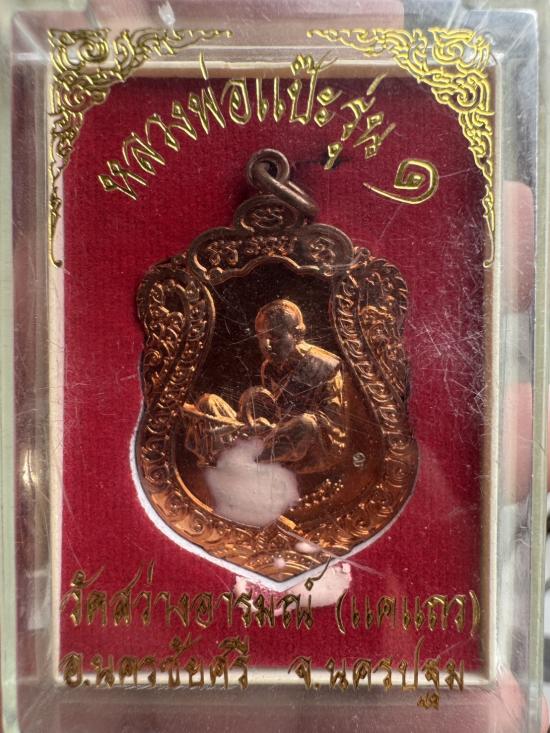 หลวงพ่อแป๊ะ รุ่น ๑
วัดสว่างอารมณ์ (แคแถว)
อ.นครชัยศรี จ.นครปฐม